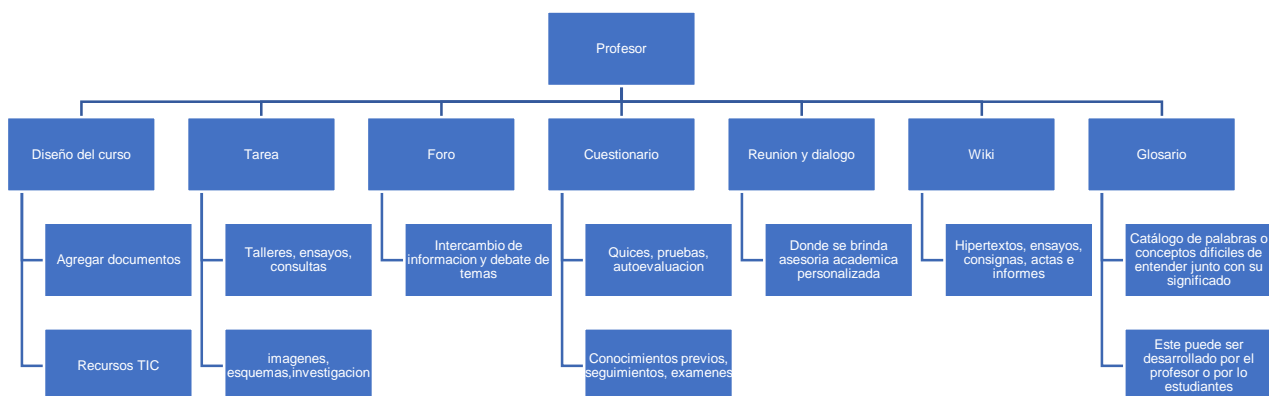 Profesor
Diseño del curso
Tarea
Foro
Cuestionario
Reunion y dialogo
Wiki
Glosario
Agregar documentos
Talleres, ensayos,
consultas
Intercambio de
informacion y debate de
temas
Quices, pruebas,
autoevaluacion
Donde se brinda
asesoria academica
personalizada
Hipertextos, ensayos,
consignas, actas e
informes
Catálogo de palabras o
conceptos dificiles de
entender junto con su
significado
Recursos TIC
imagenes,
esquemas,investigacion
Conocimientos previos,
seguimientos, examenes
Este puede ser
desarrollado por el
profesor o por lo
estudiantes